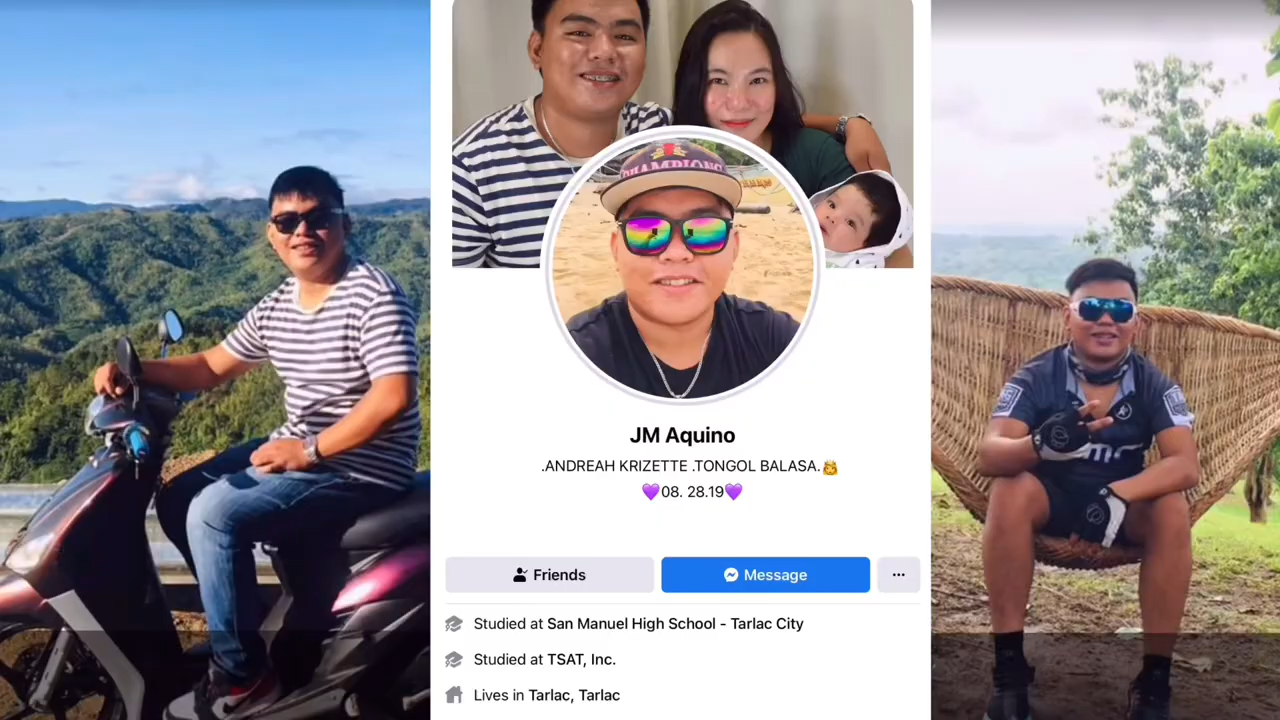 CHAMPIONS
JM Aquino
.ANDREAH KRIZETTE .TONGOL BALASA.👸
💜08. 28.19💜
Friends
Message
Studied at San Manuel High School - Tarlac City
Studied at TSAT, Inc.
Lives in Tarlac, Tarlac